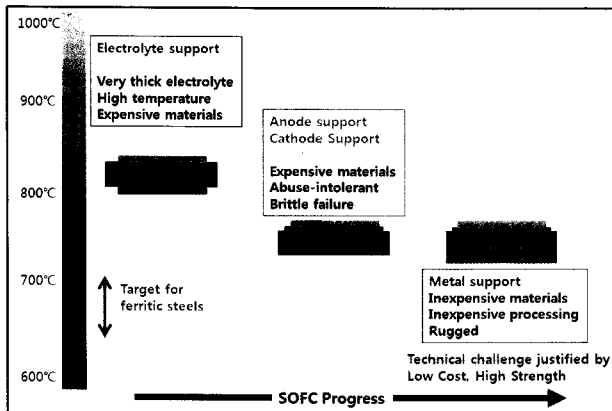 1000℃
Electrolyte support
Very thick electrolyte
High temperature
Expensive materials
900℃
Anode support
Cathode Support
Expensive materials
Abuse-intolerant
Brittle failure
800℃
700℃
Target for
ferritic steels
Metal support
Inexpensive materials
Inexpensive processing
Rugged
Technical challenge justified by
Low Cost, High Strength
600℃
SOFC Progress